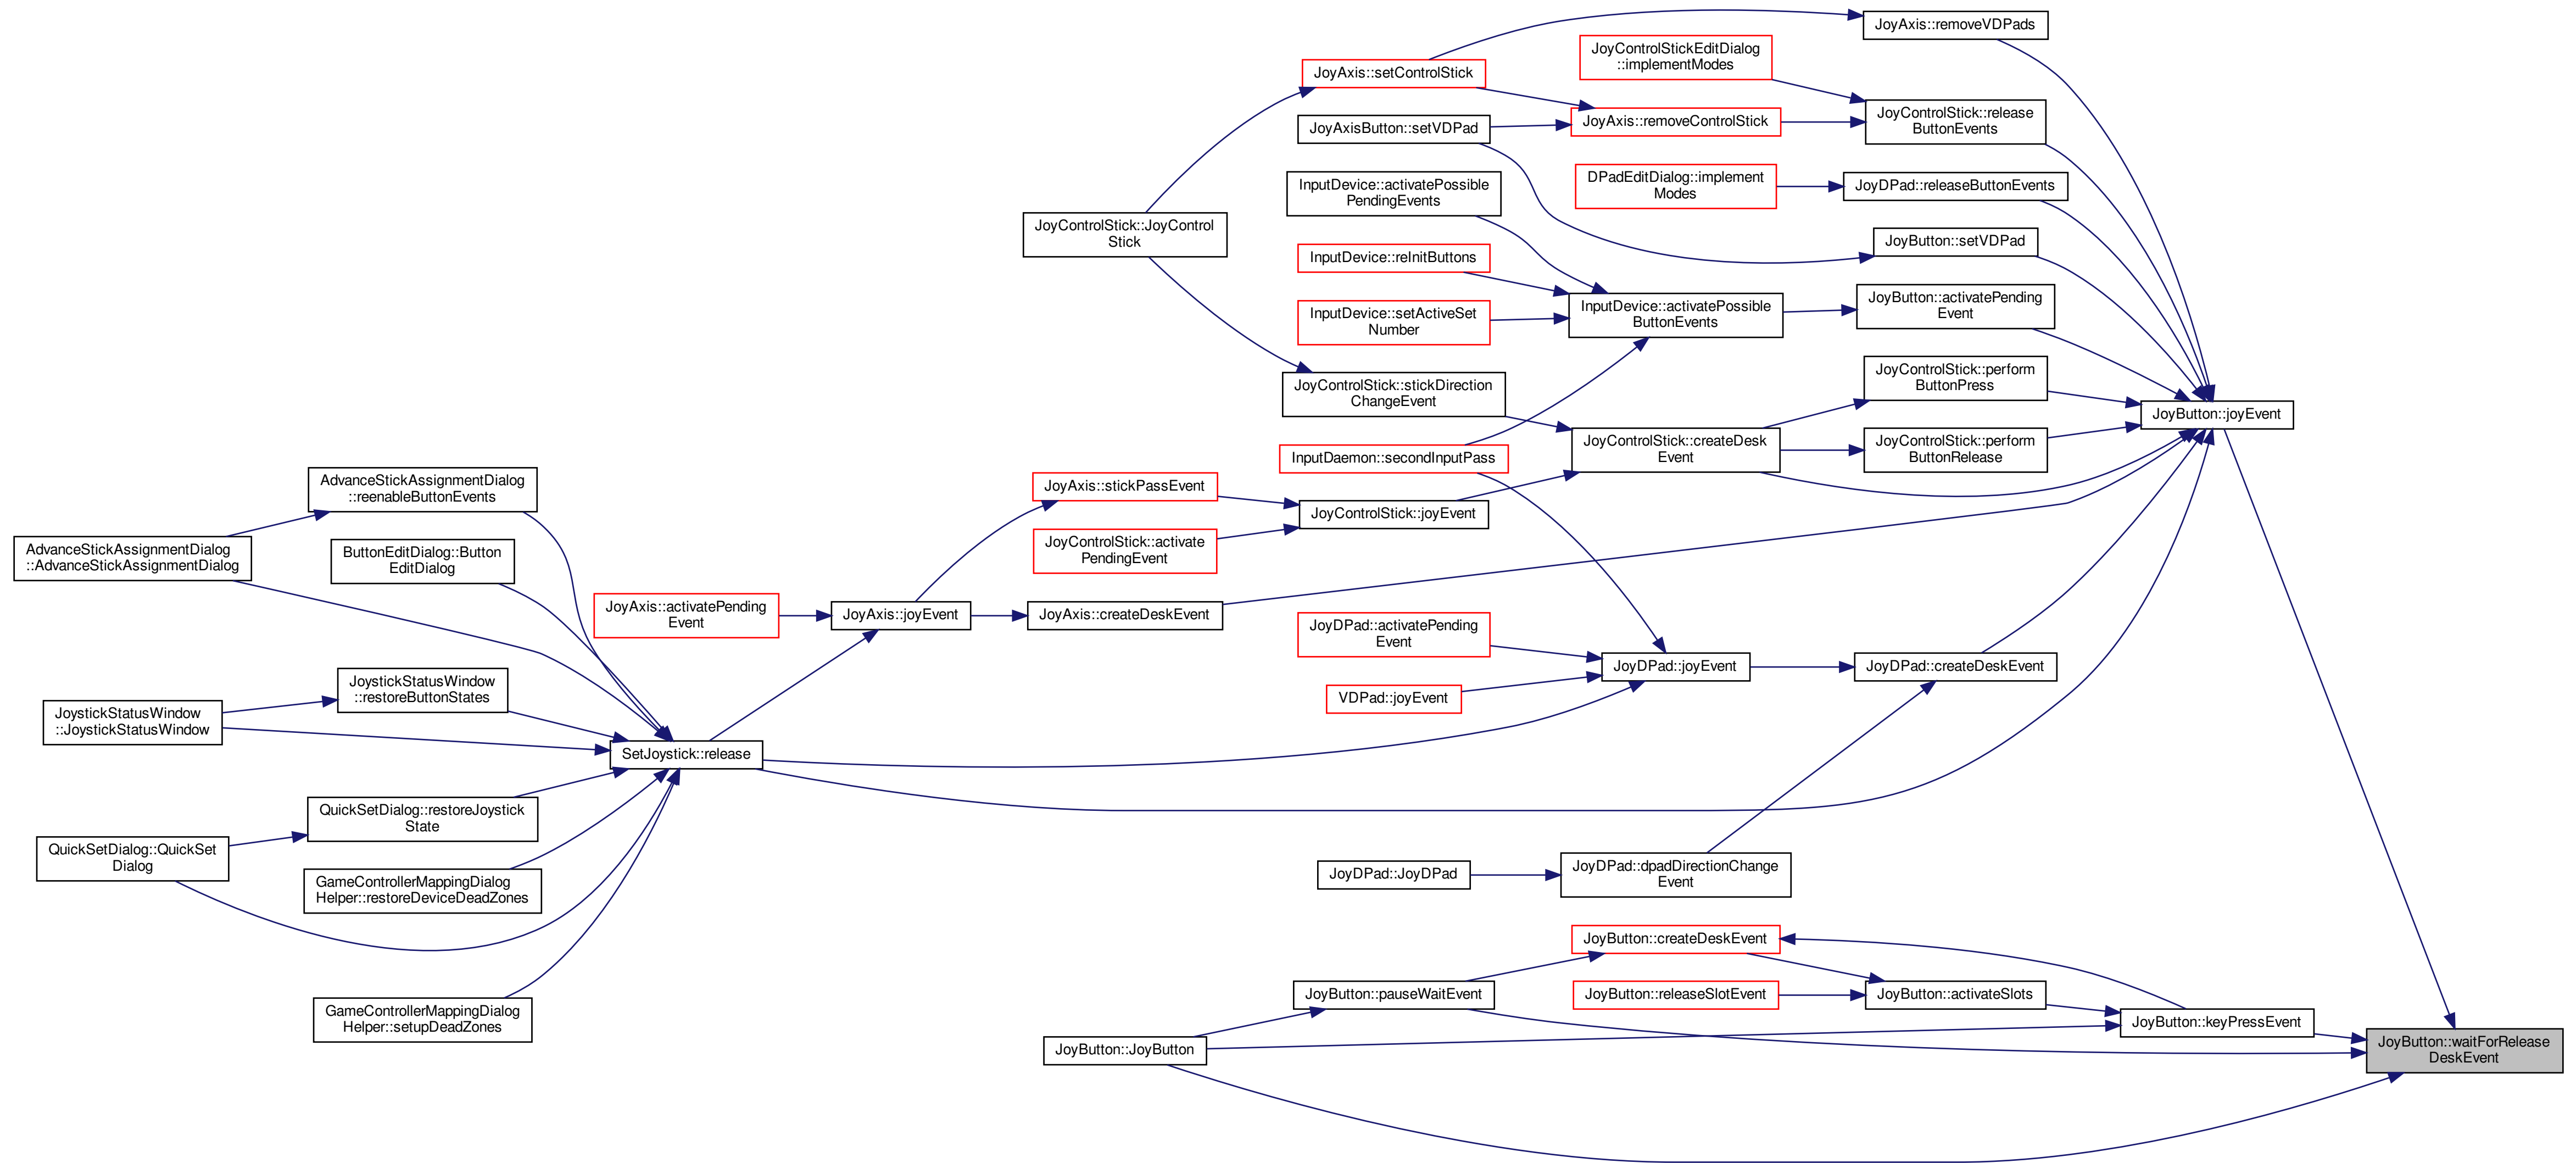 JoyAxis::removeVDPads
JoyControlStickEditDialog
::implementModes
JoyAxis::setControlStick
JoyControlStick::release
ButtonEvents
JoyAxis::removeControlStick
JoyAxisButton::setVDPad
DPadEditDialog::implement
Modes
JoyDPad::releaseButtonEvents
InputDevice::activatePossible
PendingEvents
JoyControlStick::JoyControl
Stick
JoyButton::setVDPad
InputDevice::reInitButtons
InputDevice::setActiveSet
Number
InputDevice::activatePossible
ButtonEvents
JoyButton::activatePending
Event
JoyControlStick::stickDirection
ChangeEvent
JoyControlStick::perform
ButtonPress
JoyButton::joyEvent
JoyControlStick::createDesk
Event
JoyControlStick::perform
ButtonRelease
InputDaemon::secondInputPass
AdvanceStickAssignmentDialog
::reenableButtonEvents
JoyAxis::stickPassEvent
JoyControlStick::joyEvent
JoyControlStick::activate
PendingEvent
AdvanceStickAssignmentDialog
::AdvanceStickAssignmentDialog
ButtonEditDialog::Button
EditDialog
JoyAxis::activatePending
Event
JoyAxis::joyEvent
JoyAxis::createDeskEvent
JoyDPad::activatePending
Event
JoyDPad::joyEvent
JoyDPad::createDeskEvent
JoystickStatusWindow
::restoreButtonStates
VDPad::joyEvent
JoystickStatusWindow
::JoystickStatusWindow
SetJoystick::release
QuickSetDialog::restoreJoystick
State
QuickSetDialog::QuickSet
Dialog
GameControllerMappingDialog
Helper::restoreDeviceDeadZones
JoyDPad::JoyDPad
JoyDPad::dpadDirectionChange
Event
JoyButton::createDeskEvent
JoyButton::pauseWaitEvent
JoyButton::releaseSlotEvent
JoyButton::activateSlots
GameControllerMappingDialog
Helper::setupDeadZones
JoyButton::keyPressEvent
JoyButton::JoyButton
JoyButton::waitForRelease
DeskEvent